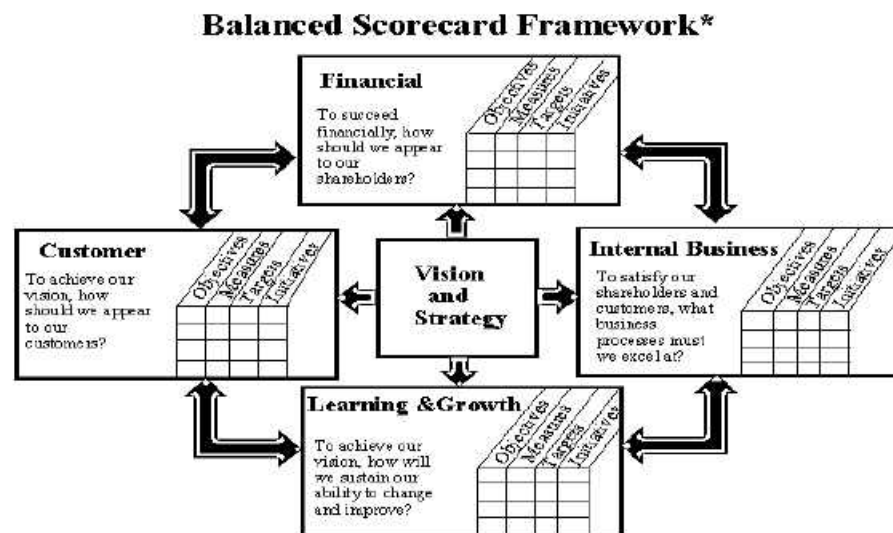 Balanced Scorecard Framework*
Financial
To succeed
financially, how
should we appear
to our
shareholders?
Objectives
Measures
Targets
Initiatives
Customer
To achieve our
vision, how
should we appear
to our
customers?
Objectives
Measures
Targets
Initiatives
Vision
and
Strategy
Internal Business
To satisfy our
shareholders and
customers, what
business
processes must
we excel at?
Objectives
Measures
Targets
Initiatives
Learning &Growth
To achieve our
vision, how will
we sustain our
ability to change
and improve?
Objectives
Measures
Targets
Initiatives